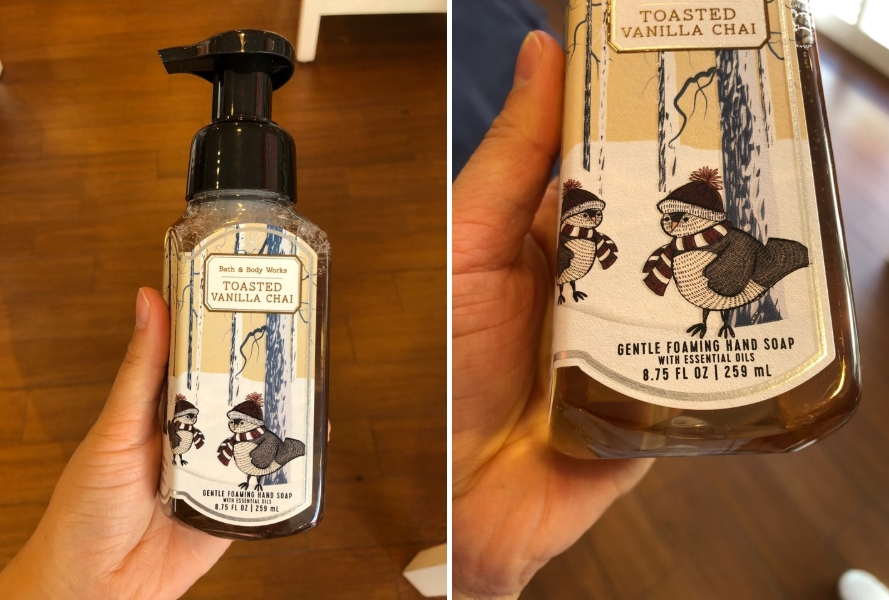 Bath & Body Works
TOASTED
VANILLA CHAI
GENTLE FOAMING HAND SOAP
WITH ESSENTIAL OILS
8.75 FL OZ | 259 mL
TOASTED
VANILLA CHAI
GENTLE FOAMING HAND SOAP
WITH ESSENTIAL OILS
8.75 FL OZ | 259 mL